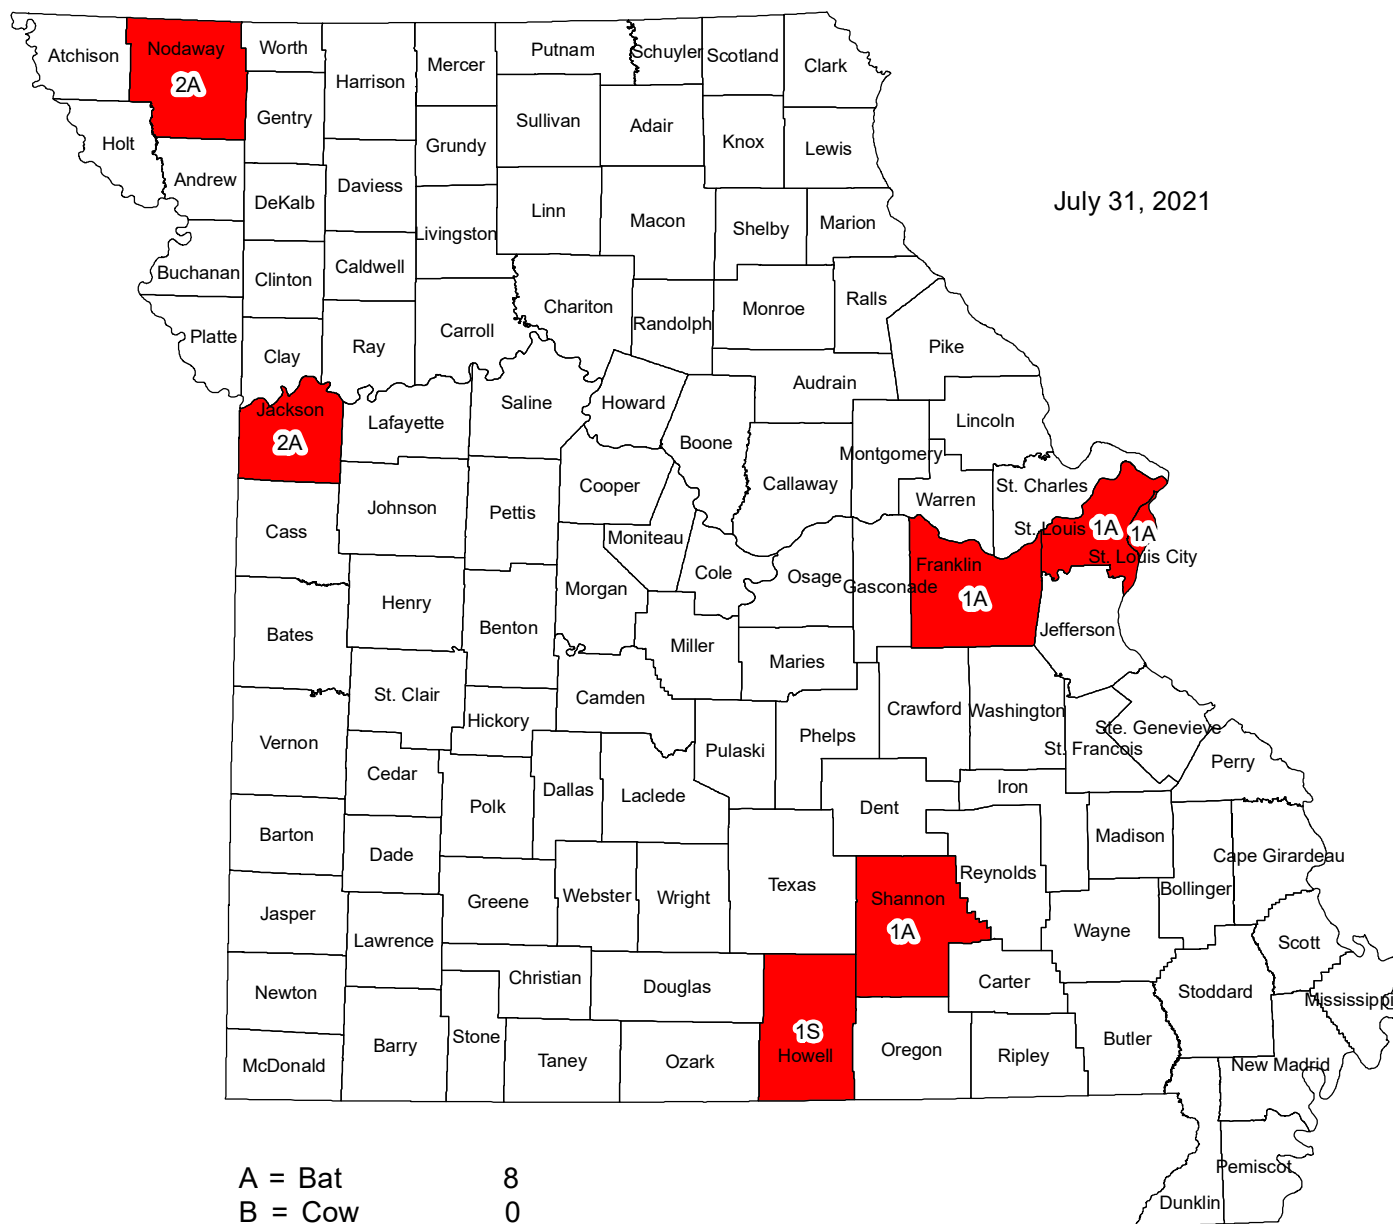 Atchison
Nodaway
2A
Worth
Harrison
Mercer
Putnam
Schuyler
Scotland
Clark
Gentry
Sullivan
Adair
Knox
Lewis
Holt
Grundy
Andrew
DeKalb
Daviess
Linn
Macon
Shelby
Marion
July 31, 2021
Livingston
Buchanan
Clinton
Caldwell
Chariton
Randolph
Monroe
Ralls
Platte
Clay
Ray
Carroll
Pike
Audrain
Jackson
2A
Lafayette
Saline
Howard
Boone
Lincoln
Montgomery
Callaway
Cooper
Warren
St. Charles
Johnson
Pettis
Cass
Moniteau
St. Louis
1A
1A
St. Louis City
Cole
Osage
Gasconade
Franklin
1A
Morgan
Henry
Benton
Bates
Miller
Maries
Jefferson
St. Clair
Camden
Hickory
Crawford
Washington
Ste. Genevieve
St. Francois
Vernon
Pulaski
Phelps
Perry
Cedar
Polk
Dallas
Laclede
Dent
Iron
Barton
Dade
Madison
Cape Girardeau
Reynolds
Bollinger
Texas
Shannon
1A
Greene
Webster
Wright
Jasper
Lawrence
Wayne
Scott
Christian
Douglas
Carter
Newton
Stoddard
Mississippi
Stone
Barry
1S
Howell
Oregon
Ripley
Butler
McDonald
Taney
Ozark
New Madrid
Pemiscot
Dunklin
A = Bat 8
B = Cow 0